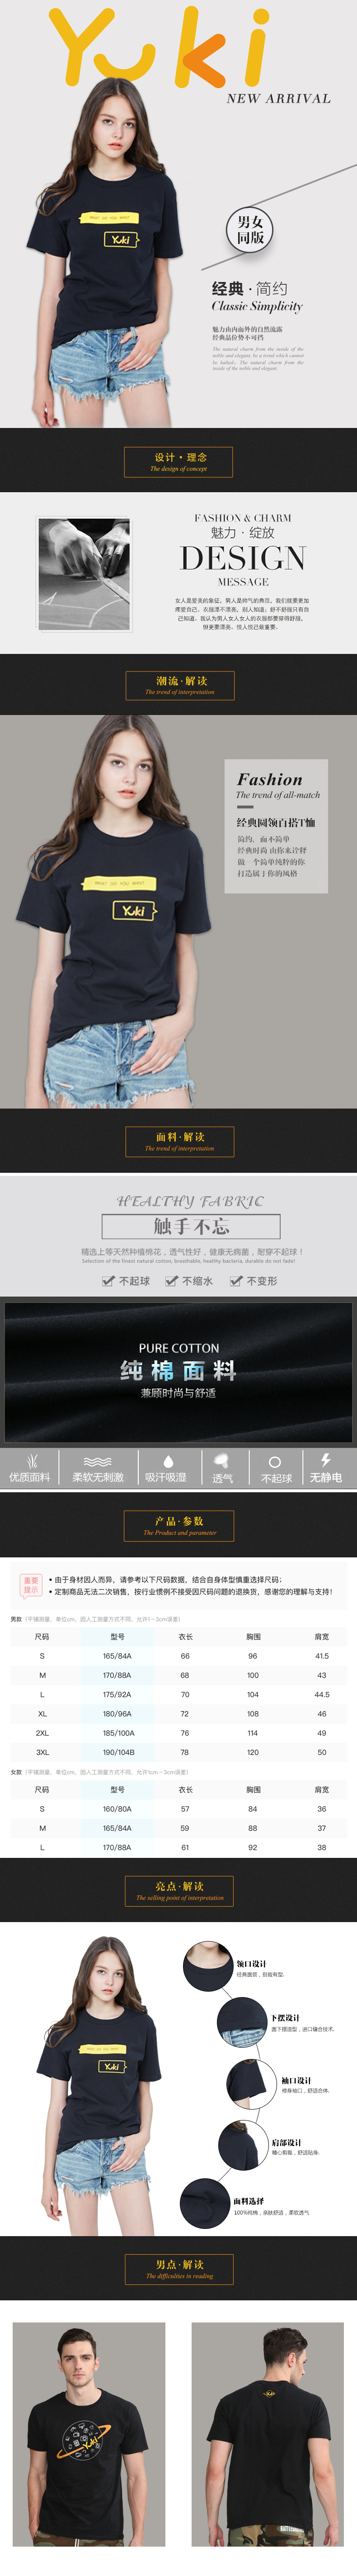 Yuki
NEW ARRIVAL
WHAT DO YOU WANT
Yuki
男女
同版
经典·简约
Classic Simplicity
魅力由内而外的自然流露
经典品位势不可挡
The natural charm from the inside of the
noble and elegant, be a trend which cannot
be halted。The natural charm from the
inside of the noble and elegant.
设计·理念
The design of concept
FASHION & CHARM
魅力·绽放
DESIGN
MESSAGE
女人是爱美的象征，男人是帅气的典范。我们就要更加
疼爱自己。衣服漂不漂亮，别人知道；舒不舒服只有自
己知道。我认为男人女人女人的衣服都要穿得舒服，
但更要漂亮。悦人悦己最重要。
潮流·解读
The trend of interpretation
Fashion
The trend of all-match
经典圆领百搭T恤
简约，而不简单
经典时尚 由你来诠释
做一个简单纯粹的你
打造属于你的风格
WHAT DO YOU WANT
Yuki
面料·解读
The trend of interpretation
HEALTHY FABRIC
触手不忘
精选上等天然种植棉花，透气性好，健康无病菌，耐穿不起球！
Selection of the finest natural cotton, breathable, healthy bacteria, durable do not fade!
不起球 不缩水 不变形
PURE COTTON
纯棉面料
兼顾时尚与舒适
优质面料 柔软无刺激 吸汗吸湿 透气 不起球 无静电
产品·参数
The Product and parameter
重要
提示
• 由于身材因人而异，请参考以下尺码数据，结合自身体型慎重选择尺码；
• 定制商品无法二次销售，按行业惯例不接受因尺码问题的退换货，感谢您的理解与支持！
男款（平铺测量，单位cm，因人工测量方式不同，允许1－3cm误差）
尺码 型号 衣长 胸围 肩宽
S 165/84A 66 96 41.5
M 170/88A 68 100 43
L 175/92A 70 104 44.5
XL 180/96A 72 108 46
2XL 185/100A 76 114 49
3XL 190/104B 78 120 50
女款（平铺测量，单位cm，因人工测量方式不同，允许1cm－3cm误差）
尺码 型号 衣长 胸围 肩宽
S 160/80A 57 84 36
M 165/84A 59 88 37
L 170/88A 61 92 38
亮点·解读
The selling point of interpretation
领口设计
经典圆领，别致有型。
下摆设计
圆下摆造型，进口缝合技术。
WHAT DO YOU WANT
Yuki
袖口设计
修身袖口，舒适合体。
肩部设计
精心剪裁，舒适贴身。
面料选择
100%纯棉，亲肤舒适，柔软透气
男点·解读
The difficulties in reading
Yuki
Yuki